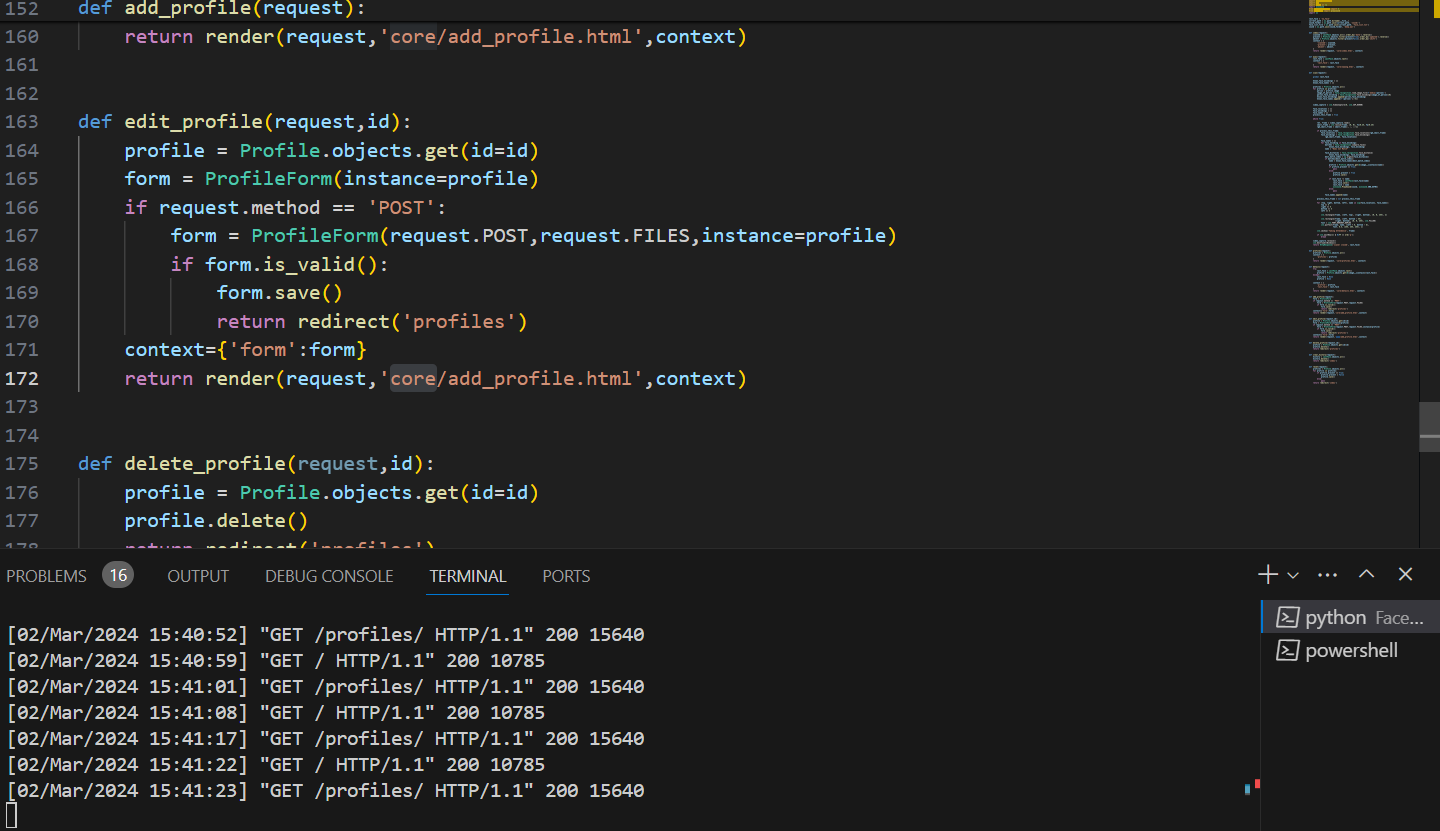 152 def add_profile(request):
160 return render(request,'core/add_profile.html',context)
161
162
163 def edit_profile(request,id):
164 profile = Profile.objects.get(id=id)
165 form = ProfileForm(instance=profile)
166 if request.method == 'POST':
167 form = ProfileForm(request.POST,request.FILES,instance=profile)
168 if form.is_valid():
169 form.save()
170 return redirect('profiles')
171 context={'form':form}
172 return render(request,'core/add_profile.html',context)
173
174
175 def delete_profile(request,id):
176 profile = Profile.objects.get(id=id)
177 profile.delete()
178 return redirect('profiles')
PROBLEMS 16 OUTPUT DEBUG CONSOLE TERMINAL PORTS
[02/Mar/2024 15:40:52] "GET /profiles/ HTTP/1.1" 200 15640
[02/Mar/2024 15:40:59] "GET / HTTP/1.1" 200 10785
[02/Mar/2024 15:41:01] "GET /profiles/ HTTP/1.1" 200 15640
[02/Mar/2024 15:41:08] "GET / HTTP/1.1" 200 10785
[02/Mar/2024 15:41:17] "GET /profiles/ HTTP/1.1" 200 15640
[02/Mar/2024 15:41:22] "GET / HTTP/1.1" 200 10785
[02/Mar/2024 15:41:23] "GET /profiles/ HTTP/1.1" 200 15640
python Face...
powershell